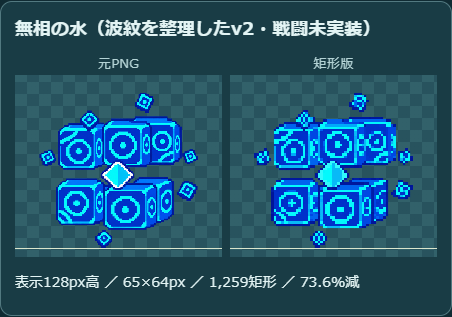 無相の水（波紋を整理したv2・戦闘未実装）
元PNG
矩形版
表示128px高 ／ 65×64px ／ 1,259矩形 ／ 73.6%減